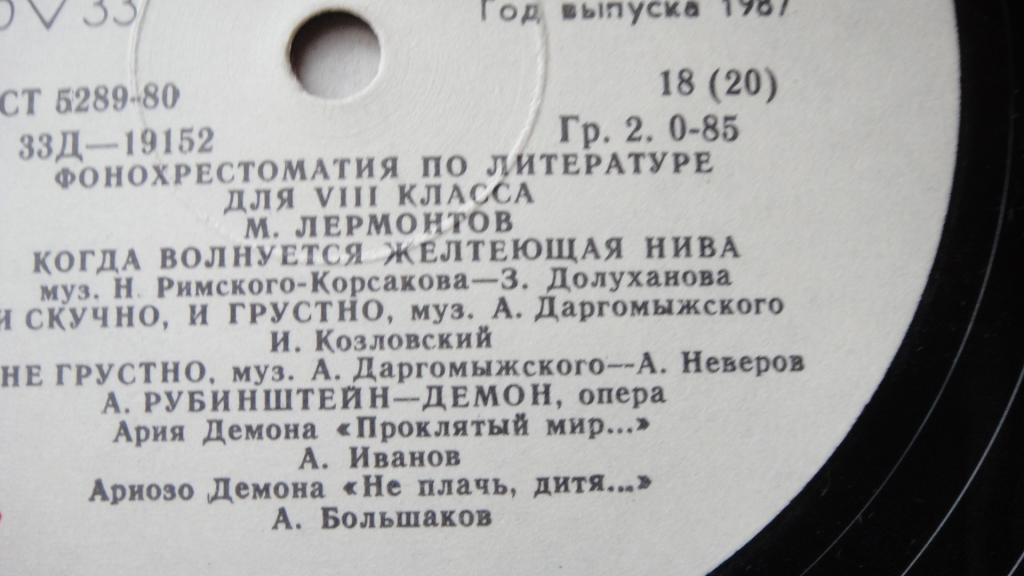 33
Год выпуска 1987
СТ 5289-80
18 (20)
33Д—19152
Гр. 2. 0-85
ФОНОХРЕСТОМАТИЯ ПО ЛИТЕРАТУРЕ
ДЛЯ VIII КЛАССА
М. ЛЕРМОНТОВ
КОГДА ВОЛНУЕТСЯ ЖЕЛТЕЮЩАЯ НИВА
муз. Н. Римского-Корсакова—З. Долуханова
И СКУЧНО, И ГРУСТНО, муз. А. Даргомыжского
И. Козловский
НЕ ГРУСТНО, муз. А. Даргомыжского—А. Неверов
А. РУБИНШТЕЙН—ДЕМОН, опера
Ария Демона «Проклятый мир...»
А. Иванов
Ариозо Демона «Не плачь, дитя...»
А. Большаков